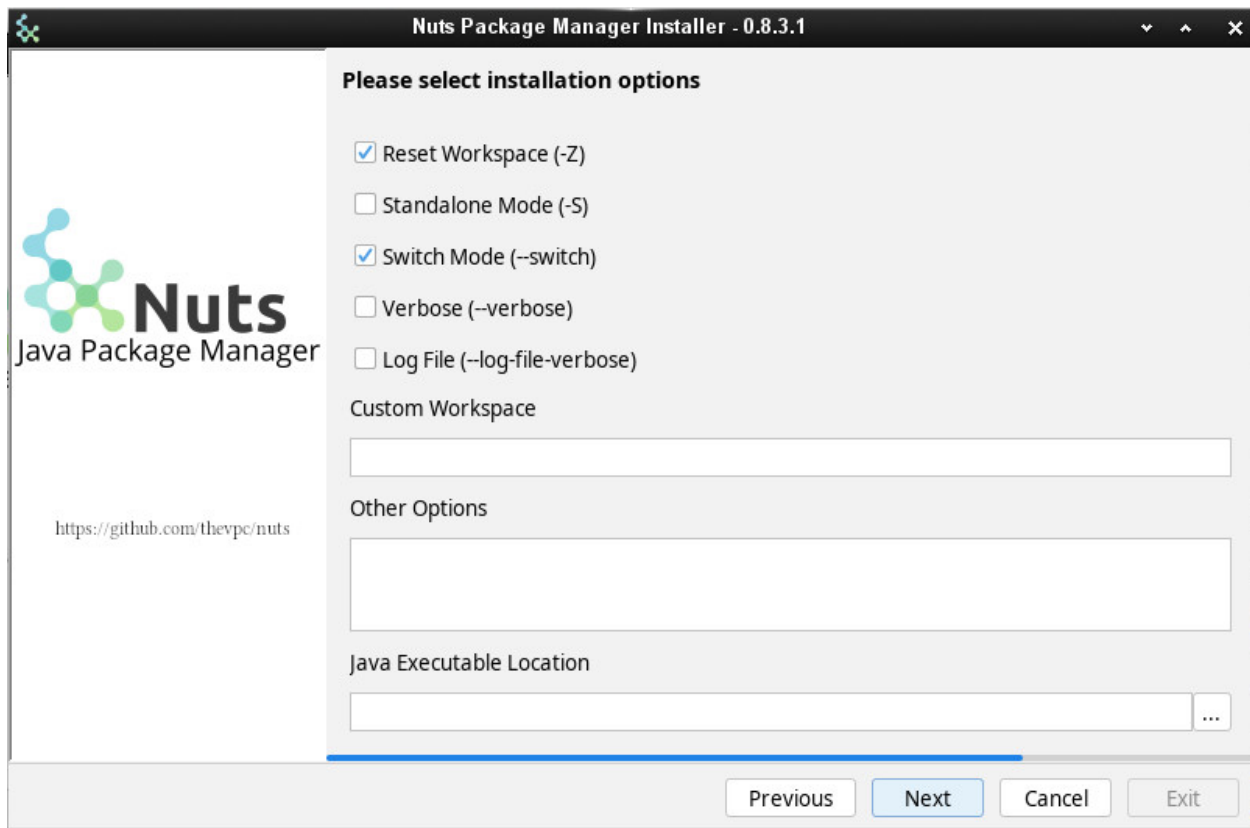 Nuts Package Manager Installer - 0.8.3.1
Please select installation options
Reset Workspace (-Z)
Standalone Mode (-S)
Switch Mode (--switch)
Verbose (--verbose)
Log File (--log-file-verbose)
Nuts
Java Package Manager
https://github.com/thevpc/nuts
Custom Workspace
Other Options
Java Executable Location
...
Previous
Next
Cancel
Exit